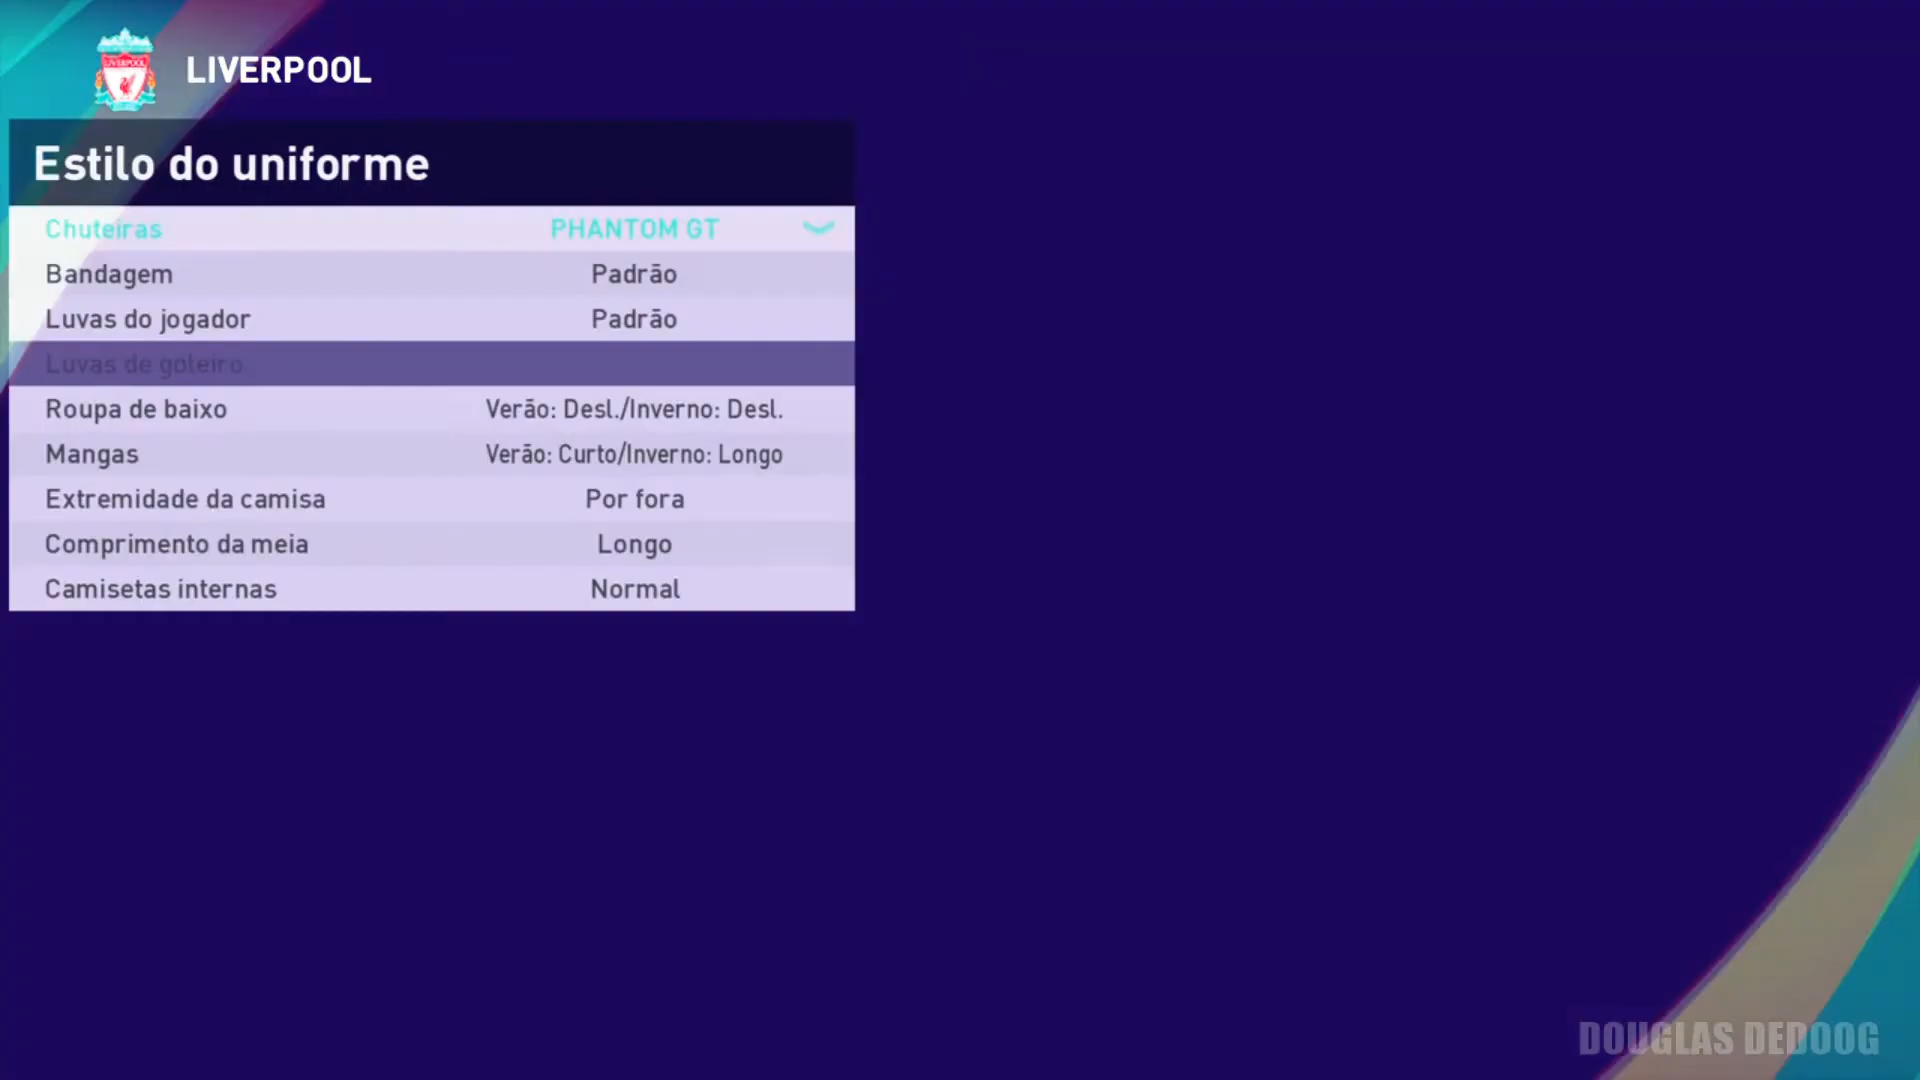 LIVERPOOL
LIVERPOOL
Estilo do uniforme
Chuteiras PHANTOM GT
Bandagem Padrão
Luvas do jogador Padrão
Luvas de goleiro
Roupa de baixo Verão: Desl./Inverno: Desl.
Mangas Verão: Curto/Inverno: Longo
Extremidade da camisa Por fora
Comprimento da meia Longo
Camisetas internas Normal
DOUGLAS DEDOOG